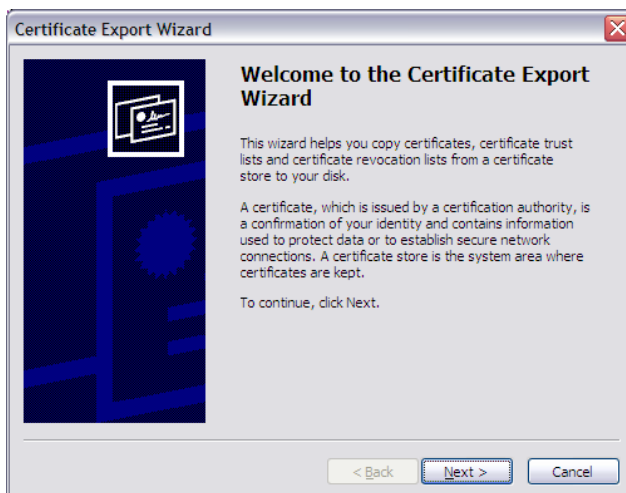 Certificate Export Wizard
Welcome to the Certificate Export
Wizard
This wizard helps you copy certificates, certificate trust
lists and certificate revocation lists from a certificate
store to your disk.
A certificate, which is issued by a certification authority, is
a confirmation of your identity and contains information
used to protect data or to establish secure network
connections. A certificate store is the system area where
certificates are kept.
To continue, click Next.
< Back Next > Cancel